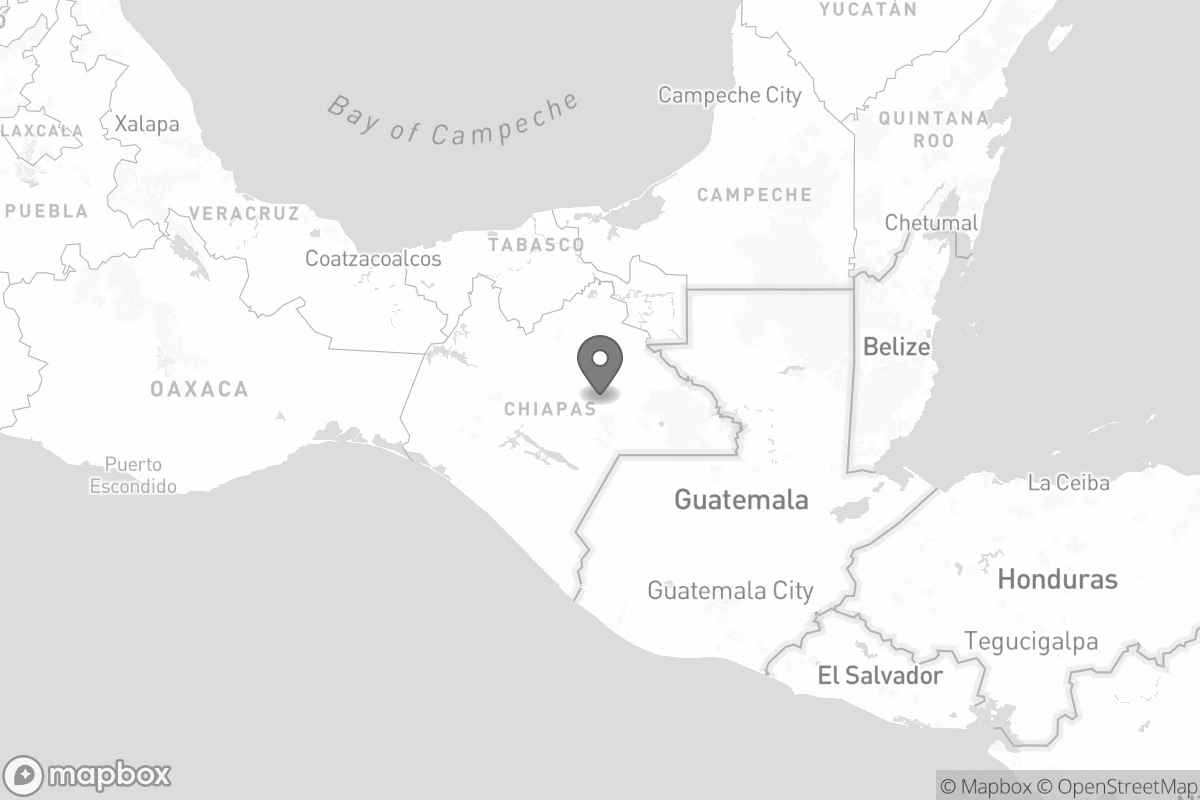 YUCATÁN
Campeche City
Bay of Campeche
QUINTANA
ROO
Xalapa
LAXCALA
CAMPECHE
PUEBLA
VERACRUZ
Chetumal
TABASCO
Coatzacoalcos
Belize
OAXACA
CHIAPAS
Puerto
Escondido
La Ceiba
Guatemala
Honduras
Guatemala City
Tegucigalpa
El Salvador
mapbox
© Mapbox © OpenStreetMap